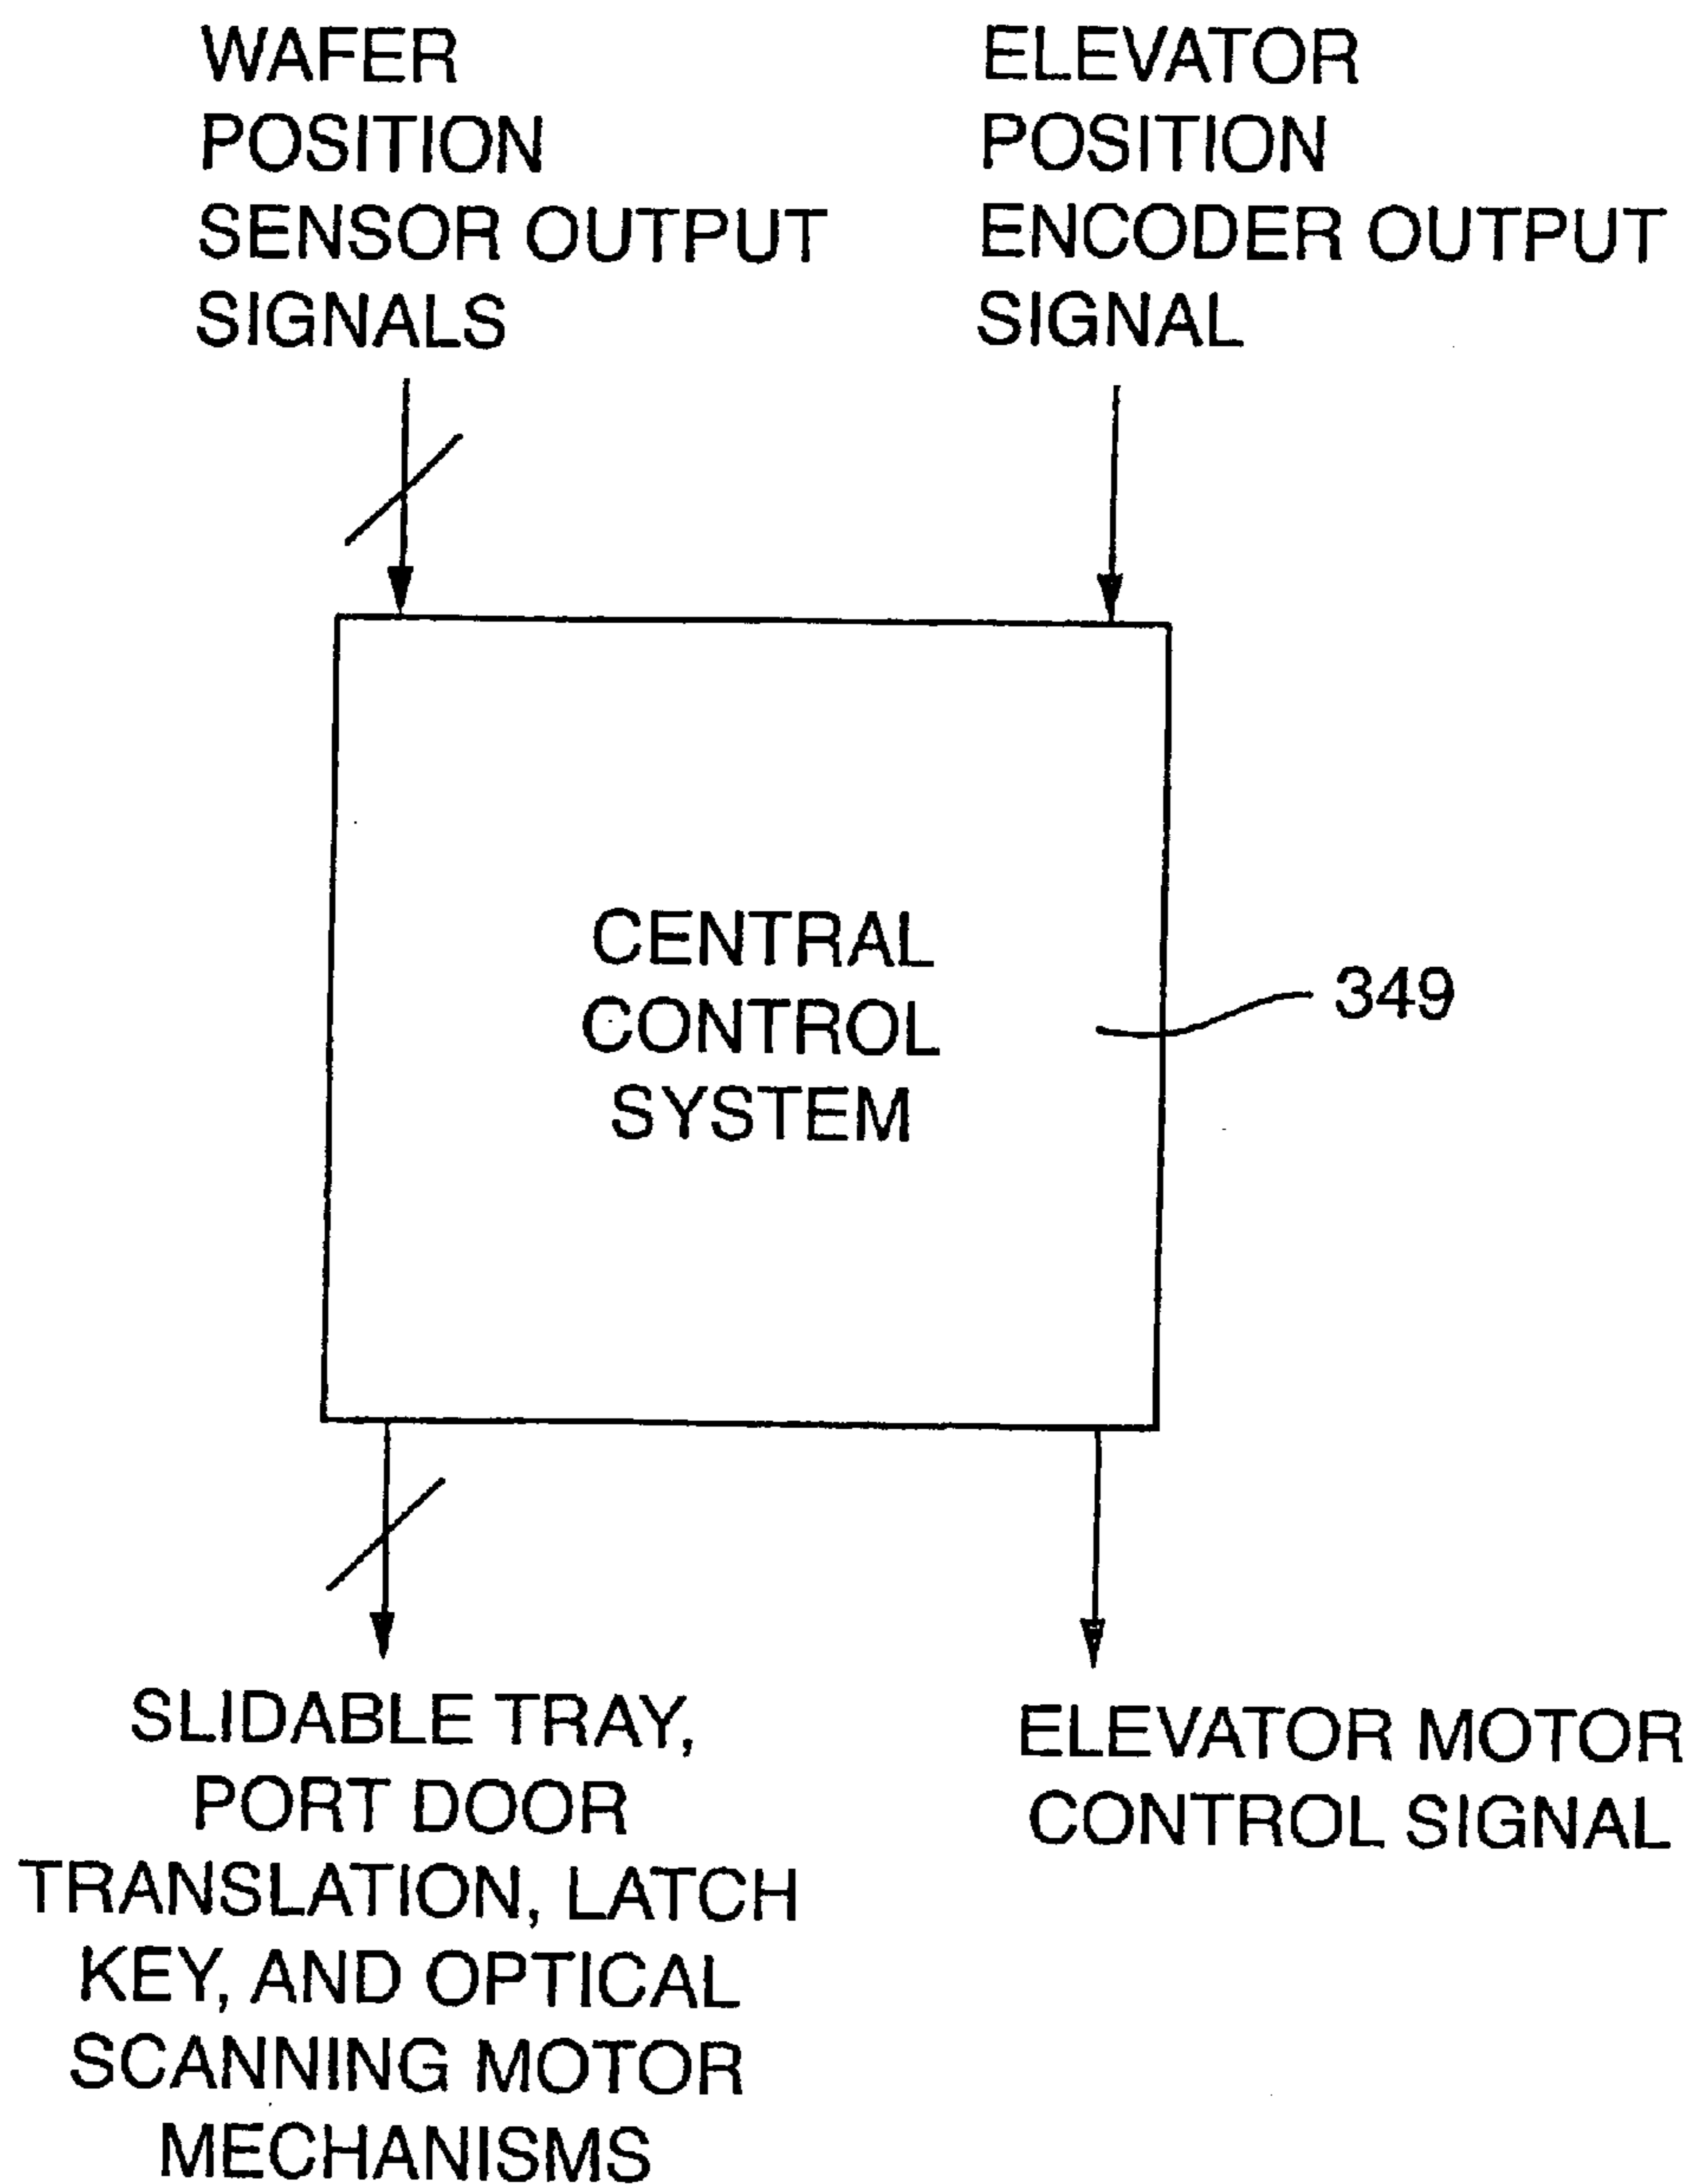 WAFER
POSITION
SENSOR OUTPUT
SIGNALS
ELEVATOR
POSITION
ENCODER OUTPUT
SIGNAL
CENTRAL
CONTROL
SYSTEM
349
SLIDABLE TRAY,
PORT DOOR
TRANSLATION, LATCH
KEY, AND OPTICAL
SCANNING MOTOR
MECHANISMS
ELEVATOR MOTOR
CONTROL SIGNAL